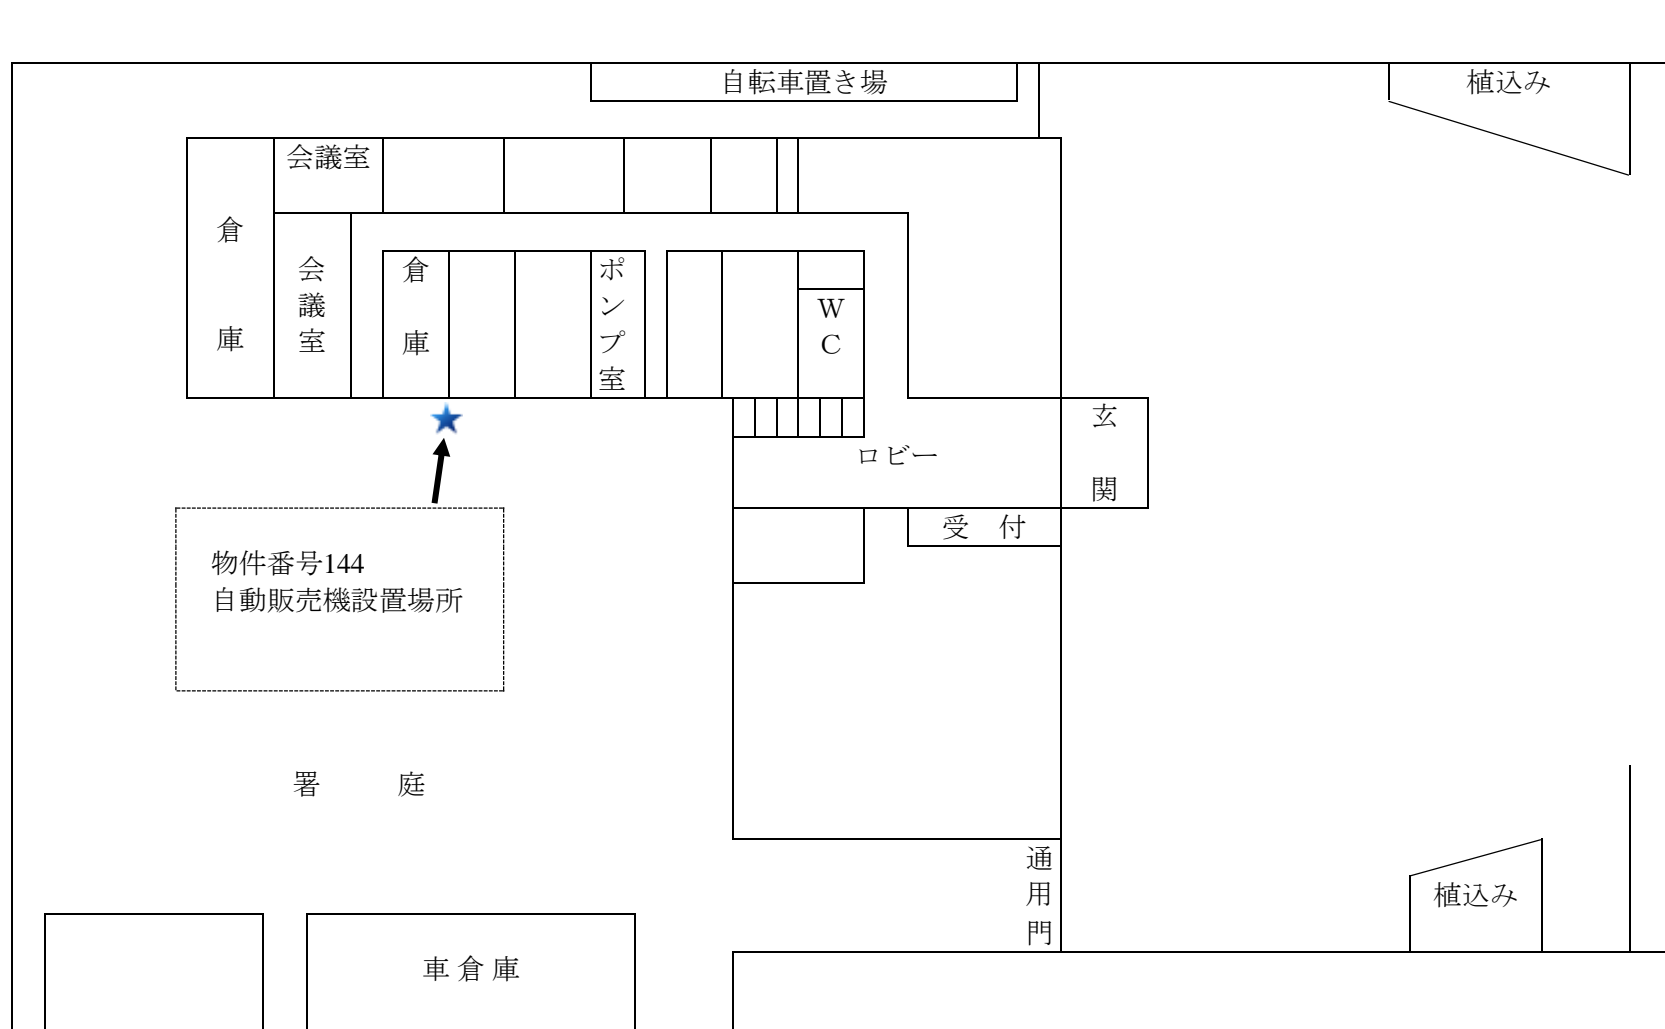 自転車置き場
植込み
会議室
倉庫
会議室
倉庫
ポンプ室
WC
玄関
ロビー
受　付
物件番号144
自動販売機設置場所
署　庭
通用門
植込み
車倉庫